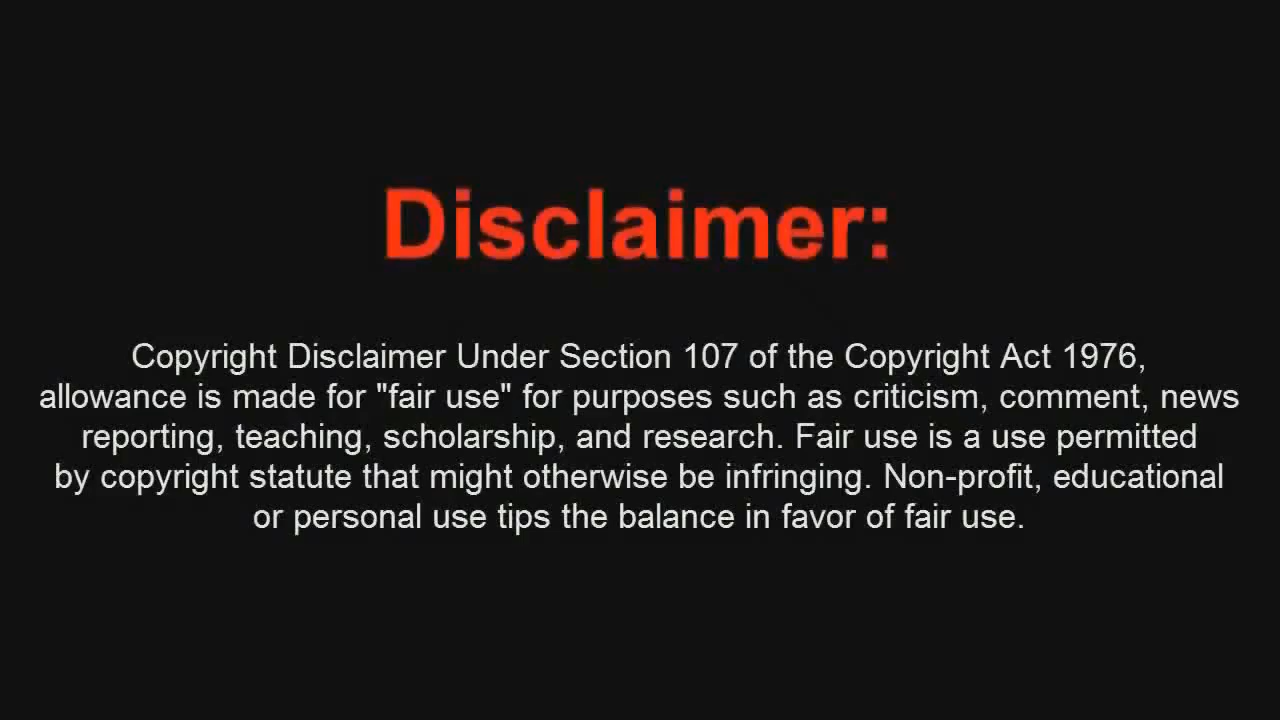 Disclaimer:
Copyright Disclaimer Under Section 107 of the Copyright Act 1976,
allowance is made for "fair use" for purposes such as criticism, comment, news
reporting, teaching, scholarship, and research. Fair use is a use permitted
by copyright statute that might otherwise be infringing. Non-profit, educational
or personal use tips the balance in favor of fair use.